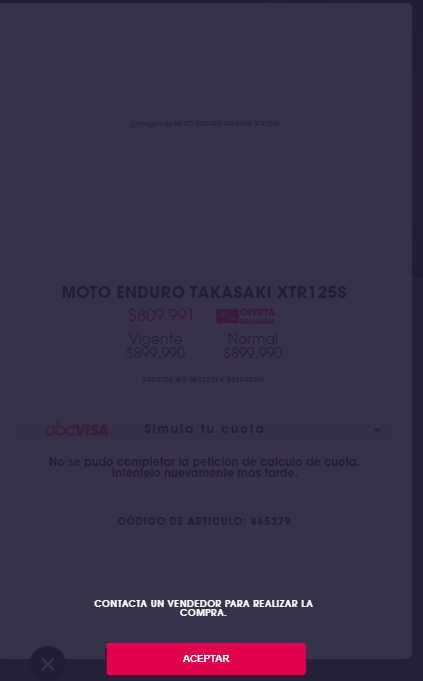 Imagen de MOTO ENDURO TAKASAKI XTR125S
MOTO ENDURO TAKASAKI XTR125S
$809.991 OFERTA EXCLUSIVA
Vigente Normal
$899.990 $899.990
PRECIOS NO INCLUYEN DESPACHO
abcVISA Simula tu cuota
No se pudo completar la petición de calculo de cuota.
Inténtelo nuevamente más tarde.
CÓDIGO DE ARTICULO: 865379
CONTACTA UN VENDEDOR PARA REALIZAR LA
COMPRA.
ACEPTAR